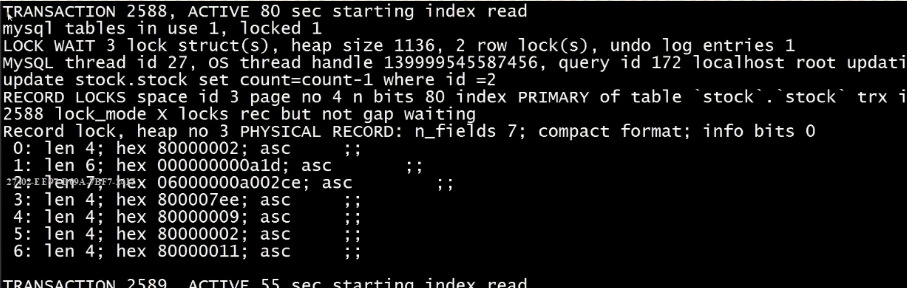 TRANSACTION 2588, ACTIVE 80 sec starting index read
mysql tables in use 1, locked 1
LOCK WAIT 3 lock struct(s), heap size 1136, 2 row lock(s), undo log entries 1
MySQL thread id 27, OS thread handle 139999545587456, query id 172 localhost root updati
update stock.stock set count=count-1 where id =2
RECORD LOCKS space id 3 page no 4 n bits 80 index PRIMARY of table `stock`.`stock` trx i
2588 lock_mode X locks rec but not gap waiting
Record lock, heap no 3 PHYSICAL RECORD: n_fields 7; compact format; info bits 0
0: len 4; hex 80000002; asc ;;
1: len 6; hex 000000000a1d; asc ;;
2: len 7; hex 06000000a002ce; asc ;;
3: len 4; hex 800007ee; asc ;;
4: len 4; hex 80000009; asc ;;
5: len 4; hex 80000002; asc ;;
6: len 4; hex 80000011; asc ;;
TRANSACTION 2589, ACTIVE 55 sec starting index read